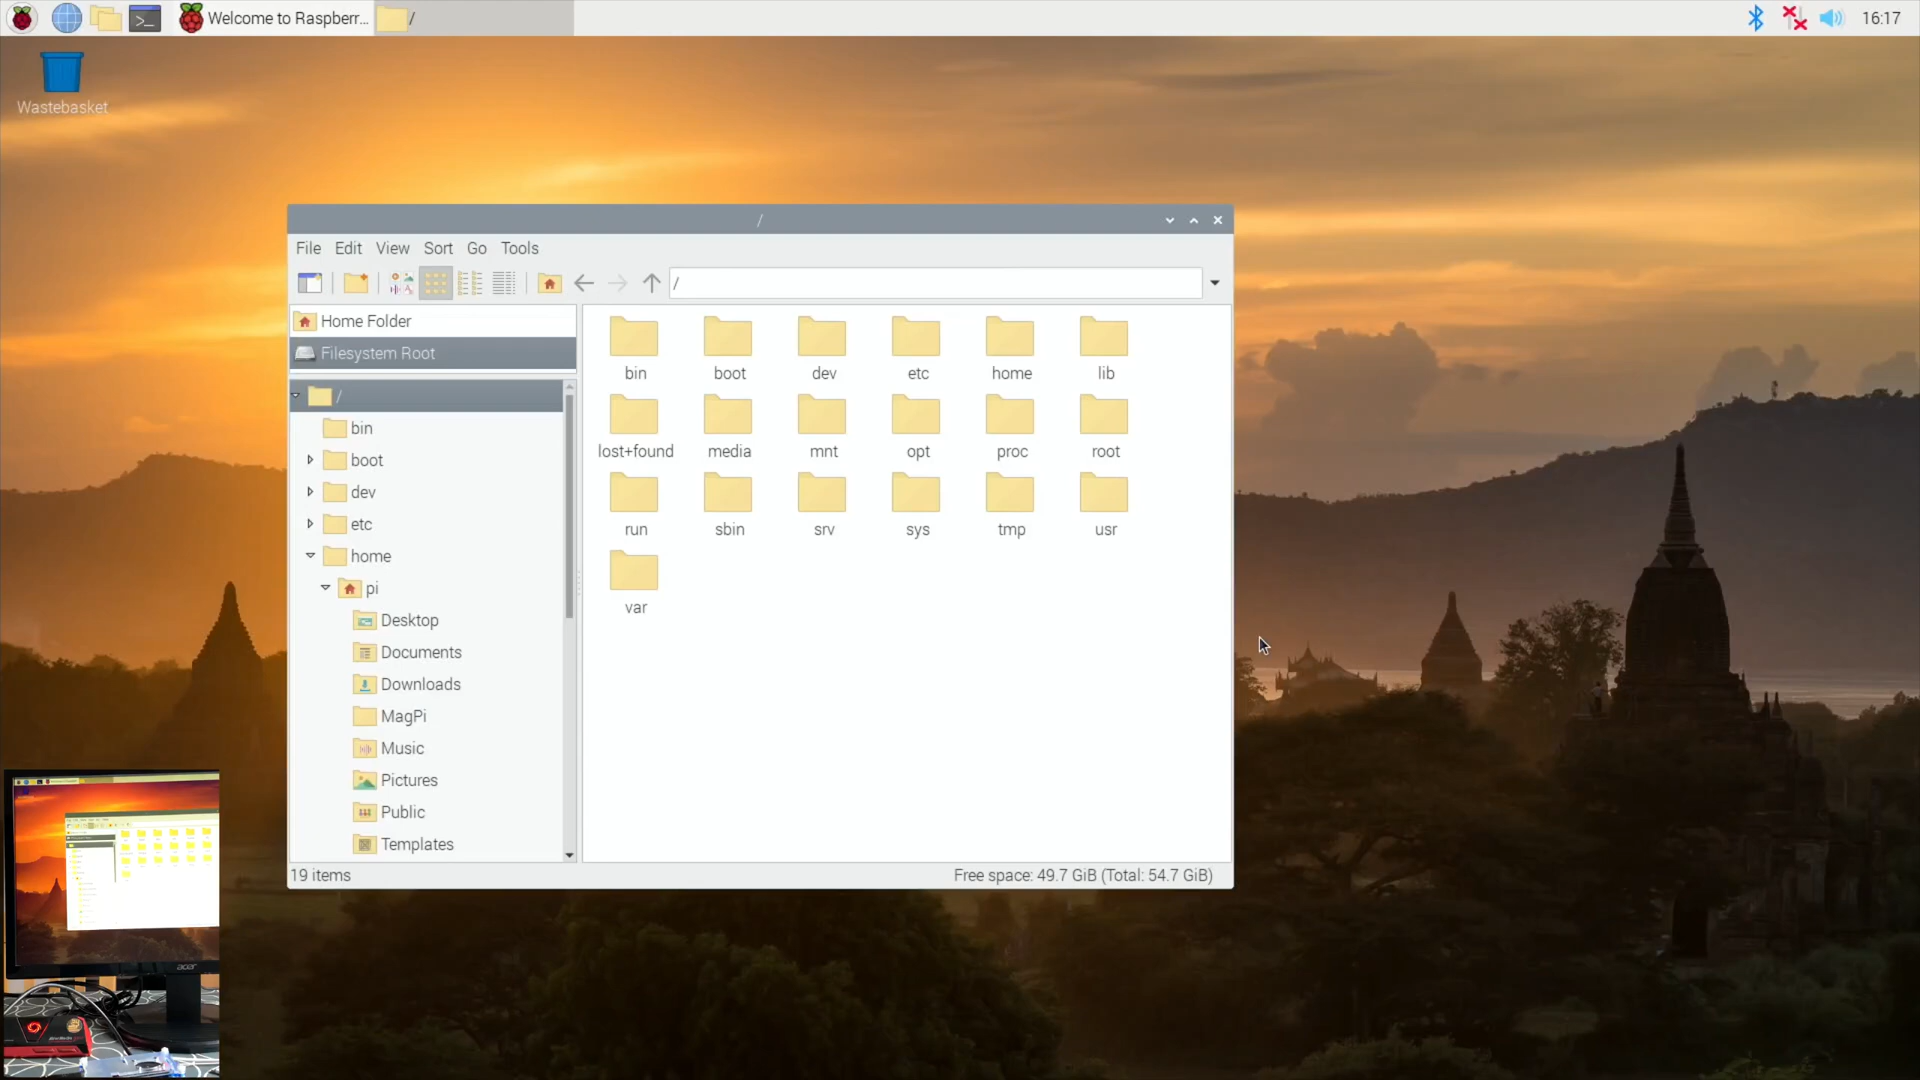 Welcome to Raspberr... /
16:17
Wastebasket
/
File Edit View Sort Go Tools
/
Home Folder
Filesystem Root
/
bin
boot
dev
etc
home
pi
Desktop
Documents
Downloads
MagPi
Music
Pictures
Public
Templates
bin boot dev etc home lib
lost+found media mnt opt proc root
run sbin srv sys tmp usr
var
19 items
Free space: 49.7 GiB (Total: 54.7 GiB)
acer